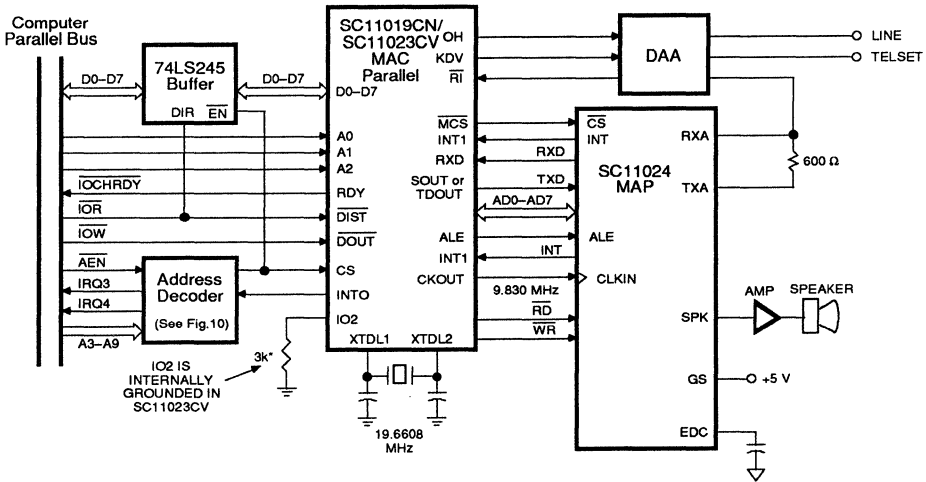 Computer
Parallel Bus
D0–D7
74LS245
Buffer
DIR
EN
D0–D7
SC11019CN/
SC11023CV
MAC
Parallel
D0–D7
OH
KDV
RI
DAA
LINE
TELSET
A0
A1
A2
IOCHRDY
RDY
IOR
DIST
IOW
DOUT
AEN
IRQ3
IRQ4
A3–A9
Address
Decoder
(See Fig.10)
CS
INTO
IO2
XTDL1
XTDL2
3k*
IO2 IS
INTERNALLY
GROUNDED IN
SC11023CV
19.6608
MHz
MCS
INT1
RXD
SOUT or
TDOUT
ALE
INT1
CKOUT
RXD
TXD
AD0–AD7
INT
9.830 MHz
RD
WR
CS
INT
SC11024
MAP
ALE
CLKIN
RXA
TXA
600 Ω
SPK
AMP
SPEAKER
GS
+5 V
EDC